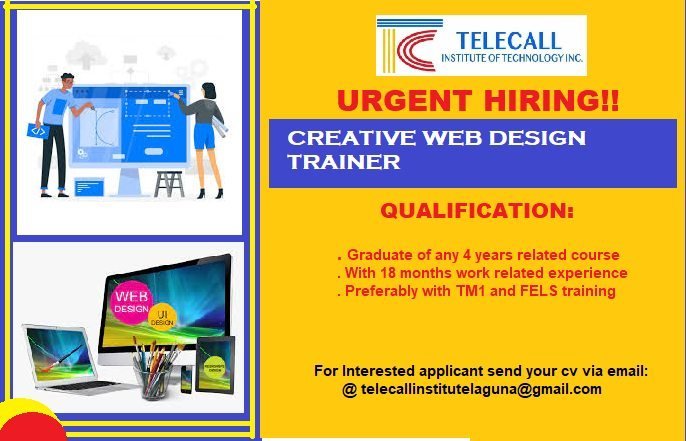 TELECALL
INSTITUTE OF TECHNOLOGY INC.
URGENT HIRING!!
CREATIVE WEB DESIGN
TRAINER
QUALIFICATION:
. Graduate of any 4 years related course
. With 18 months work related experience
. Preferably with TM1 and FELS training
For Interested applicant send your cv via email:
@ telecallinstitutelaguna@gmail.com
WEB
DESIGN
UI
DESIGN